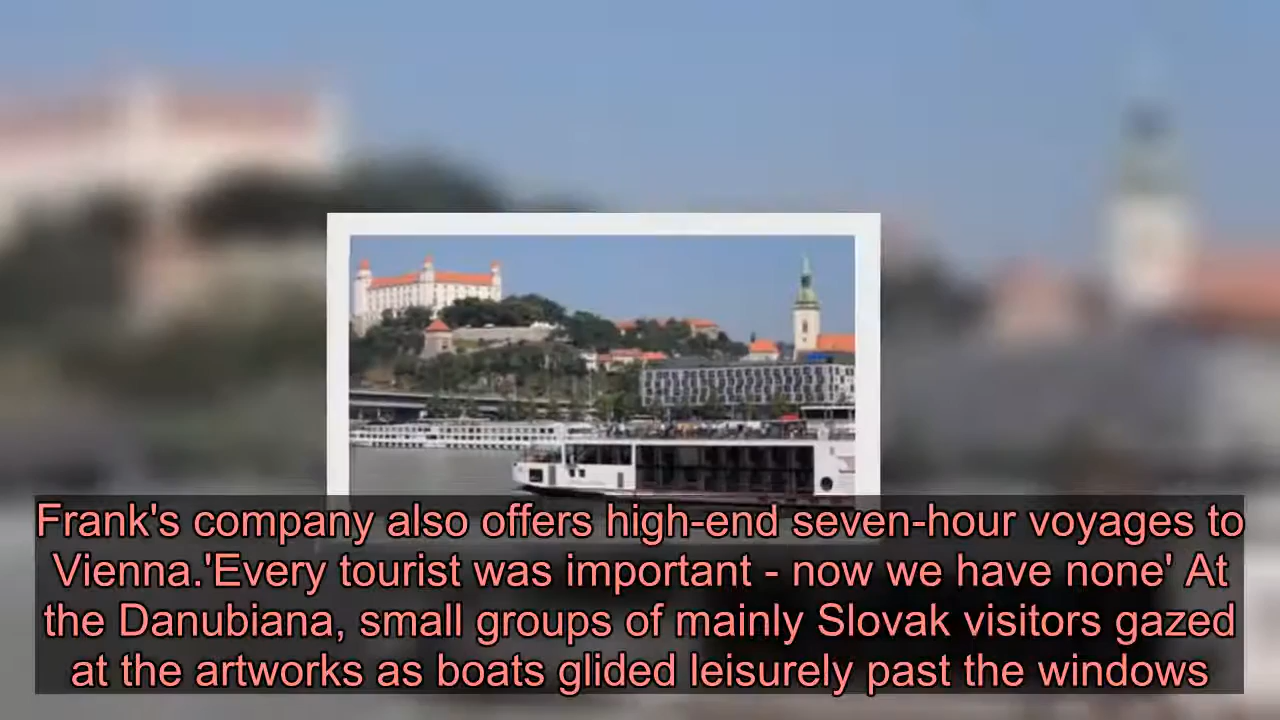 Frank's company also offers high-end seven-hour voyages to
Vienna.'Every tourist was important - now we have none' At
the Danubiana, small groups of mainly Slovak visitors gazed
at the artworks as boats glided leisurely past the windows